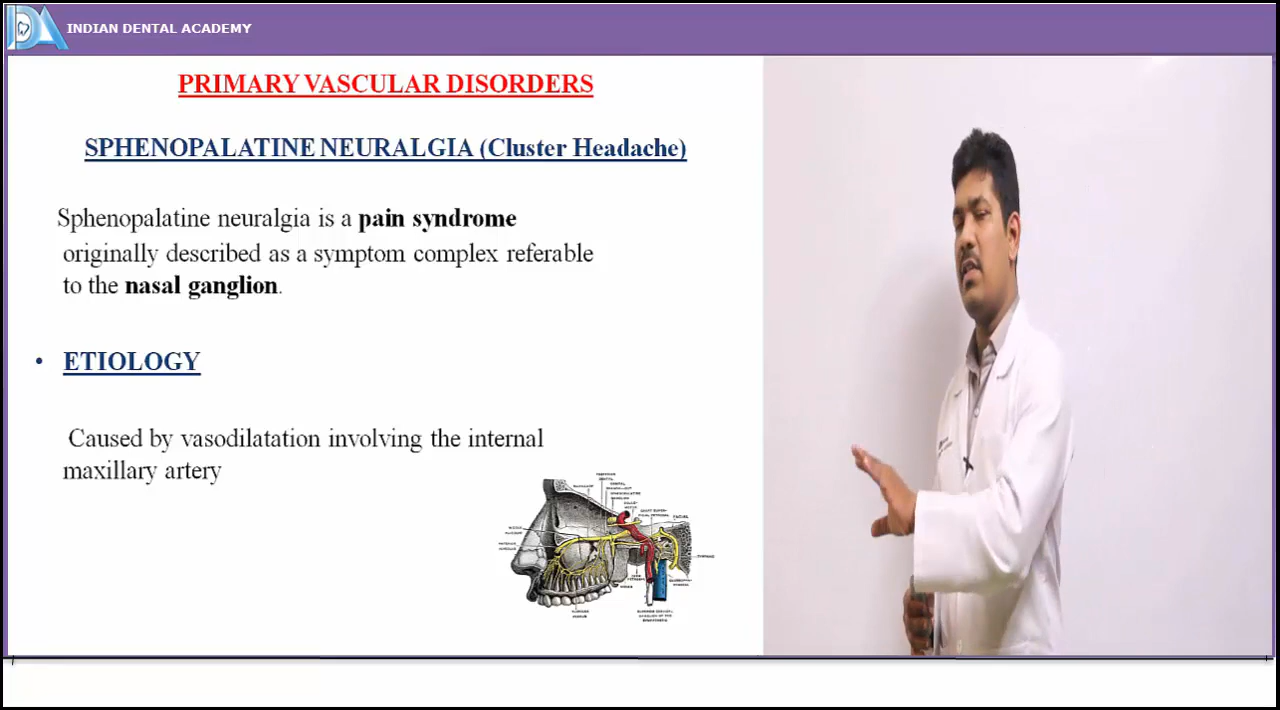 INDIAN DENTAL ACADEMY
PRIMARY VASCULAR DISORDERS
SPHENOPALATINE NEURALGIA (Cluster Headache)
Sphenopalatine neuralgia is a pain syndrome
originally described as a symptom complex referable
to the nasal ganglion.
• ETIOLOGY
Caused by vasodilatation involving the internal
maxillary artery
FACIAL